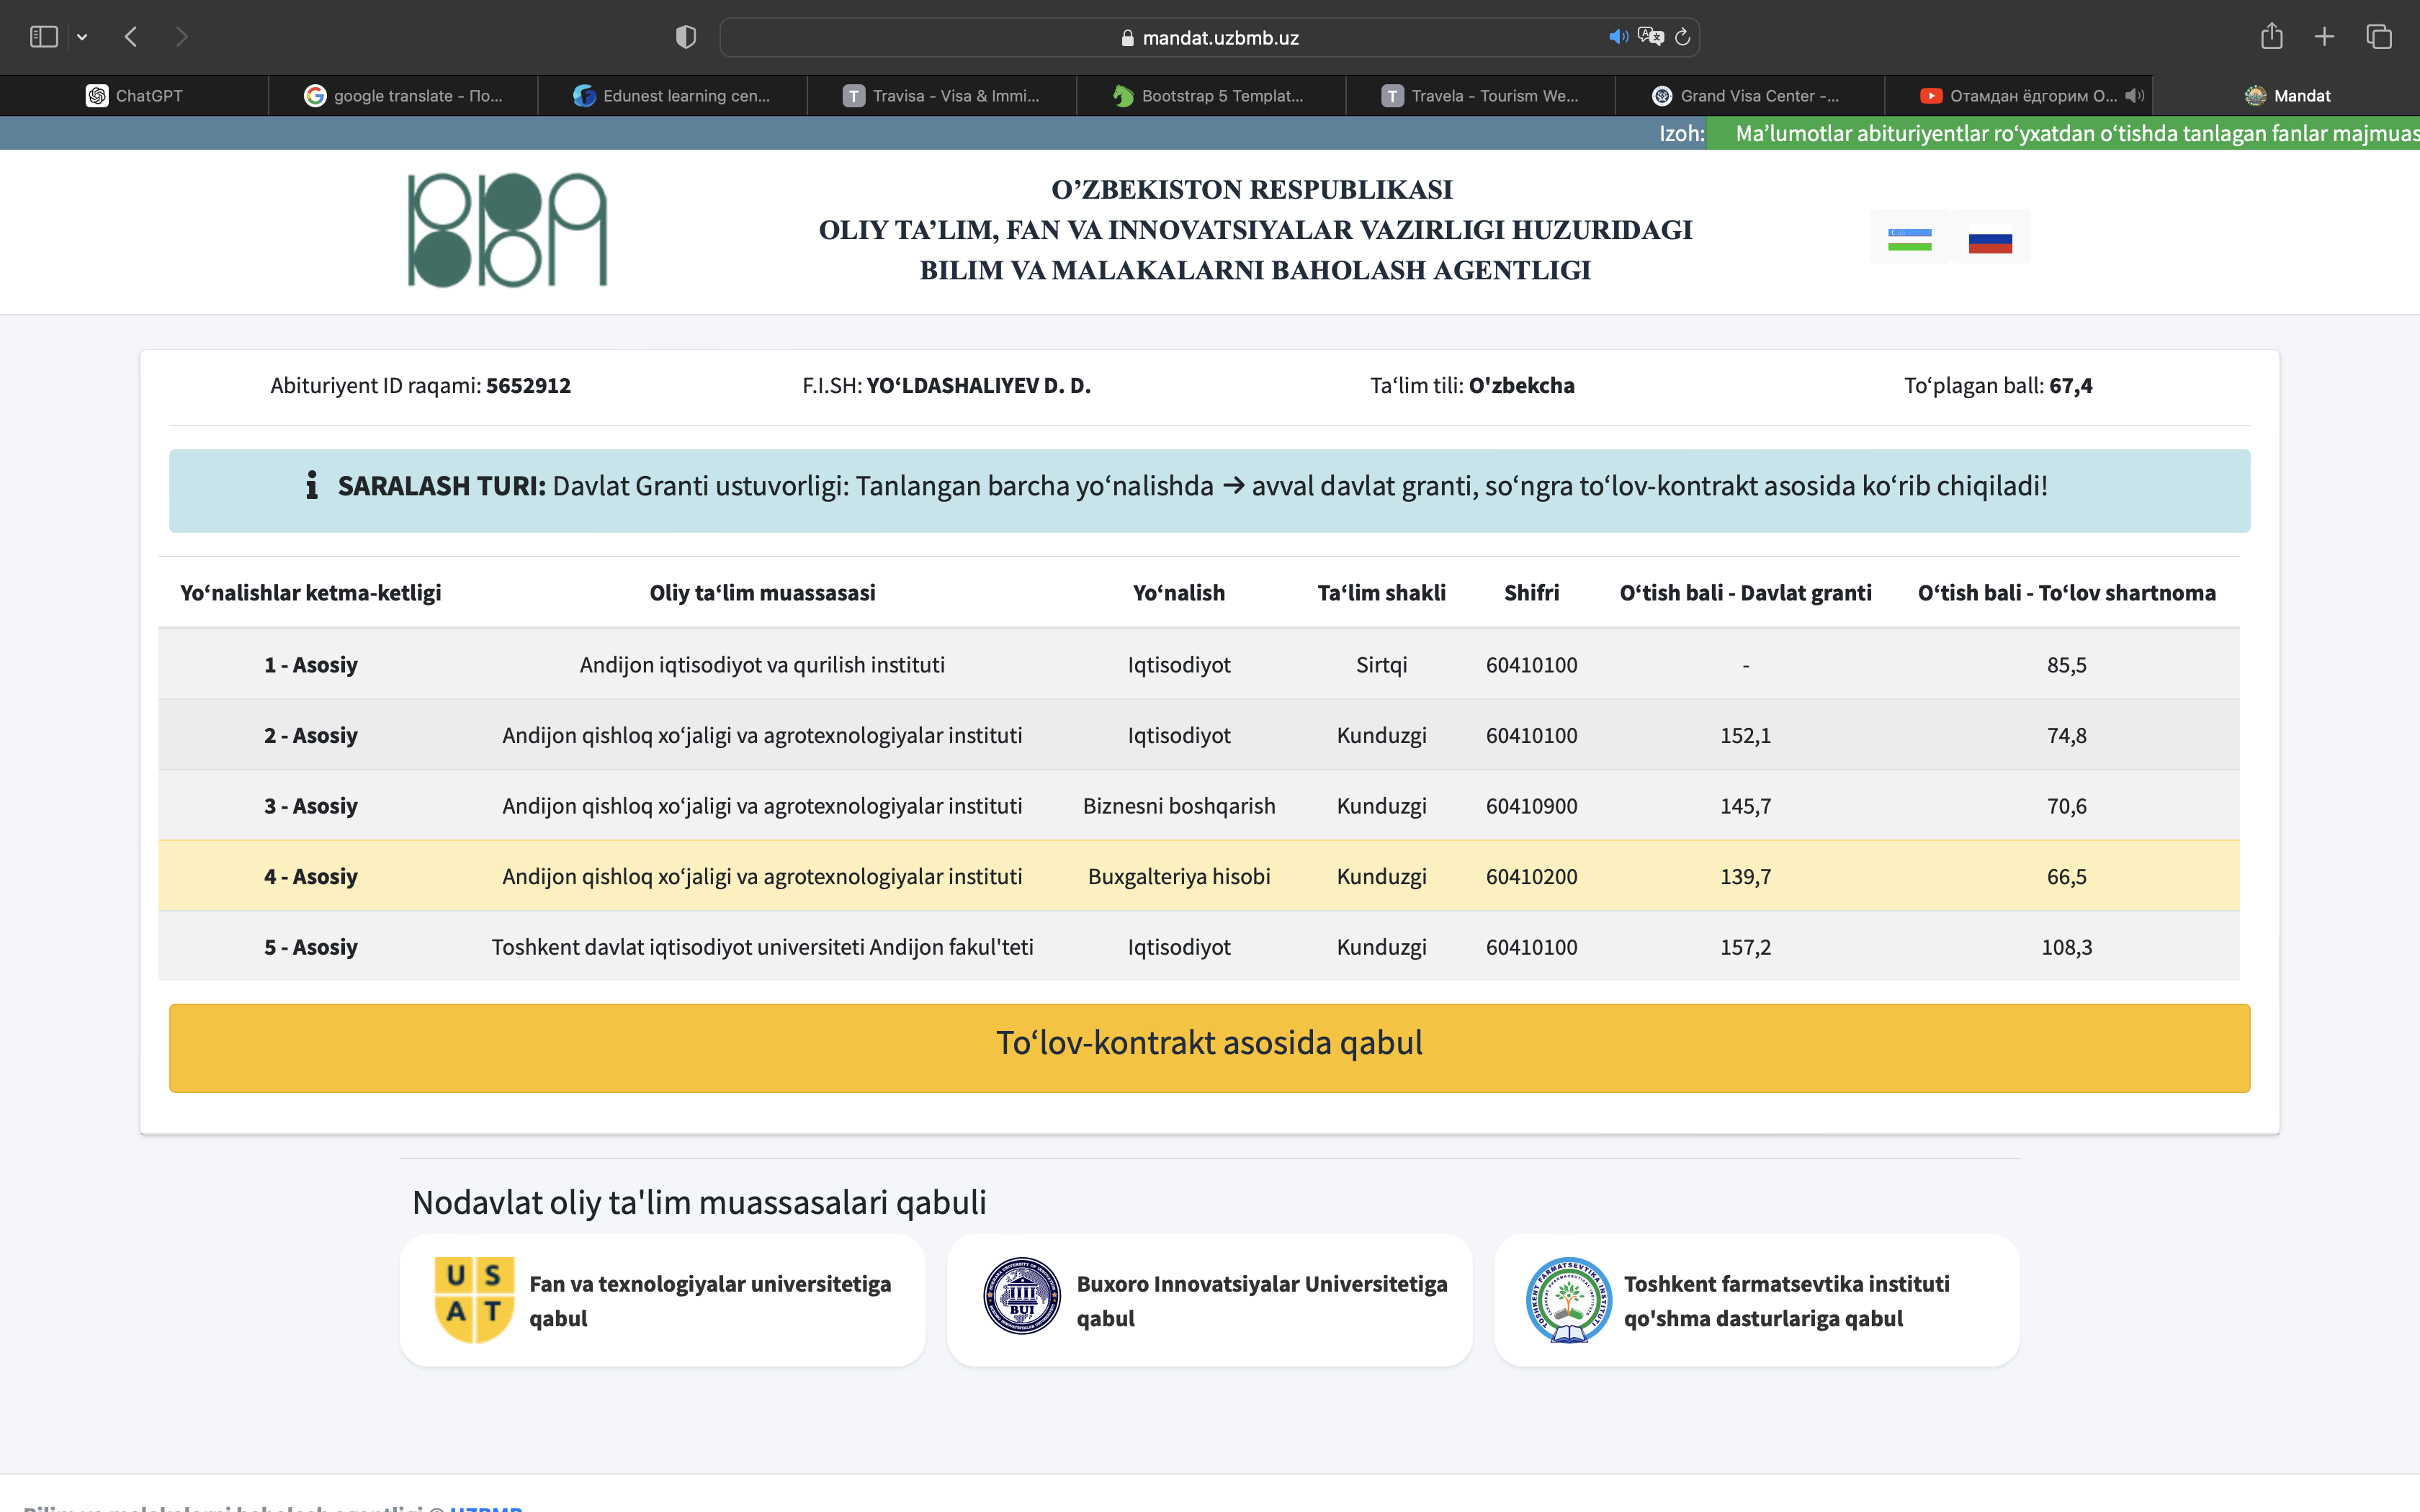 mandat.uzbmb.uz
ChatGPT
google translate - По...
Edunest learning cen...
Travisa - Visa & Immi...
Bootstrap 5 Templat...
Travela - Tourism We...
Grand Visa Center -...
Отамдан ёдгорим О...
Mandat
Izoh: Ma’lumotlar abituriyentlar ro‘yxatdan o‘tishda tanlagan fanlar majmuas
O’ZBEKISTON RESPUBLIKASI
OLIY TA’LIM, FAN VA INNOVATSIYALAR VAZIRLIGI HUZURIDAGI
BILIM VA MALAKALARNI BAHOLASH AGENTLIGI
Abituriyent ID raqami: 5652912 F.I.SH: YO‘LDASHALIYEV D. D. Ta‘lim tili: O'zbekcha To‘plagan ball: 67,4
SARALASH TURI: Davlat Granti ustuvorligi: Tanlangan barcha yo‘nalishda → avval davlat granti, so‘ngra to‘lov-kontrakt asosida ko‘rib chiqiladi!
Yo‘nalishlar ketma-ketligi Oliy ta‘lim muassasasi Yo‘nalish Ta‘lim shakli Shifri O‘tish bali - Davlat granti O‘tish bali - To‘lov shartnoma
1 - Asosiy Andijon iqtisodiyot va qurilish instituti Iqtisodiyot Sirtqi 60410100 - 85,5
2 - Asosiy Andijon qishloq xo‘jaligi va agrotexnologiyalar instituti Iqtisodiyot Kunduzgi 60410100 152,1 74,8
3 - Asosiy Andijon qishloq xo‘jaligi va agrotexnologiyalar instituti Biznesni boshqarish Kunduzgi 60410900 145,7 70,6
4 - Asosiy Andijon qishloq xo‘jaligi va agrotexnologiyalar instituti Buxgalteriya hisobi Kunduzgi 60410200 139,7 66,5
5 - Asosiy Toshkent davlat iqtisodiyot universiteti Andijon fakul'teti Iqtisodiyot Kunduzgi 60410100 157,2 108,3
To‘lov-kontrakt asosida qabul
Nodavlat oliy ta'lim muassasalari qabuli
U S
A T
Fan va texnologiyalar universitetiga
qabul
BUI
Buxoro Innovatsiyalar Universitetiga
qabul
TOSHKENT FARMATSEVTIKA INSTITUTI
Toshkent farmatsevtika instituti
qo'shma dasturlariga qabul
Bilim va malakalarni baholash agentligi © UZBMB